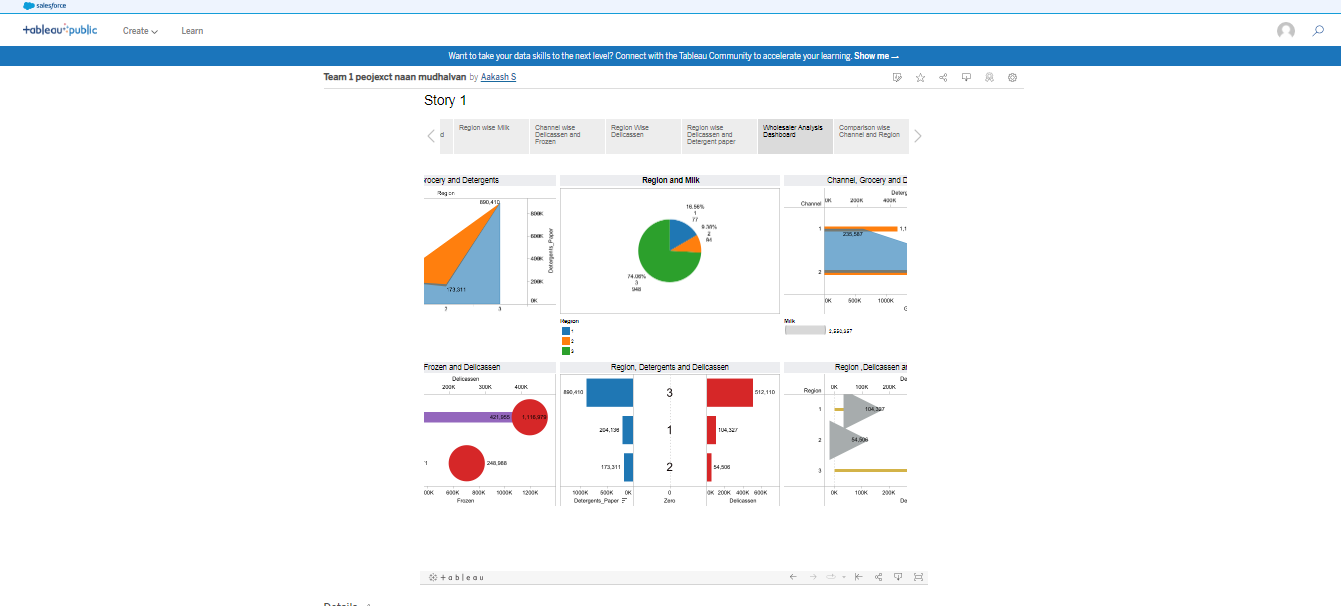 salesforce
+ableau+public Create Learn
Want to take your data skills to the next level? Connect with the Tableau Community to accelerate your learning. Show me
Team 1 peojexct naan mudhalvan by Aakash S
Story 1
d
Region wise Milk
Channel wise
Delicassen and
Frozen
Region Wise
Delicassen
Region wise
Delicassen and
Detergent paper
Wholesaler Analysis
Dashboard
Comparison wise
Channel and Region
rocery and Detergents
Region
890,410
173,311
800K
600K
400K
200K
0K
Detergents_Paper
2 3
Region and Milk
16.56%
1
77
9.38%
2
84
74.06%
3
948
Region
1
2
3
Channel, Grocery and D
Deterg
Channel 0K 200K 400K
1 1,1
235,587
2
0K 500K 1000K
G
Milk
2,550,357
Frozen and Delicassen
Delicassen
200K 300K 400K
421,955 1,116,979
1 248,988
00K 600K 800K 1000K 1200K
Frozen
Region, Detergents and Delicassen
890,410 3 512,110
204,136 1 104,327
173,311 2 54,506
1000K 500K 0K 0 0K 200K 400K 600K
Detergents_Paper Zero Delicassen
Region ,Delicassen a
De
Region 0K 100K 200K
1 104,327
2 54,506
3
0K 100K 200K
De
+ableau
Details